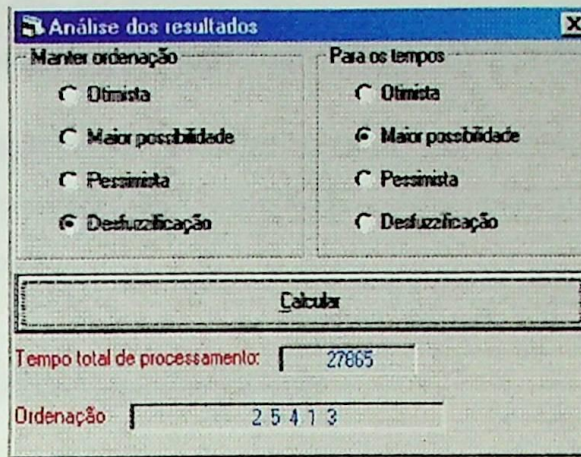 Análise dos resultados
Manter ordenação
Otimista
Maior possibilidade
Pessimista
Desfuzzificação
Para os tempos
Otimista
Maior possibilidade
Pessimista
Desfuzzificação
Calcular
Tempo total de processamento: 27865
Ordenação 2 5 4 1 3